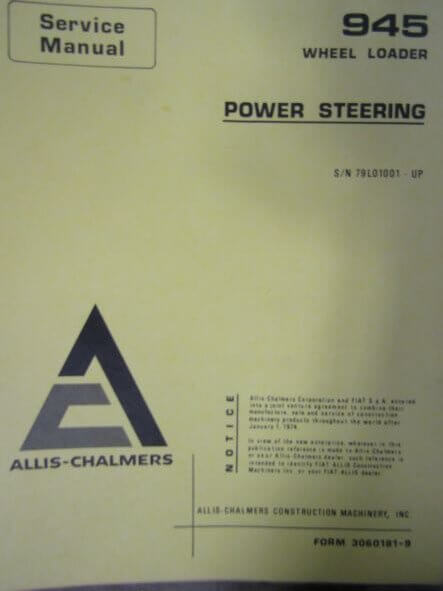 Service
Manual
945
WHEEL LOADER
POWER STEERING
S/N 79L01001 - UP
ALLIS-CHALMERS
NOTICE
Allis-Chalmers Corporation and FIAT S.p.A. entered
into a joint venture agreement to combine their
manufacture, sale and service of construction
machinery products throughout the world after
January 1, 1974.
In view of the new enterprise, wherever in this
publication reference is made to Allis-Chalmers
or your Allis-Chalmers dealer, such reference is
intended to identify FIAT-ALLIS Construction
Machinery Inc. or your FIAT-ALLIS dealer.
ALLIS-CHALMERS CONSTRUCTION MACHINERY, INC.
FORM 3060181-9